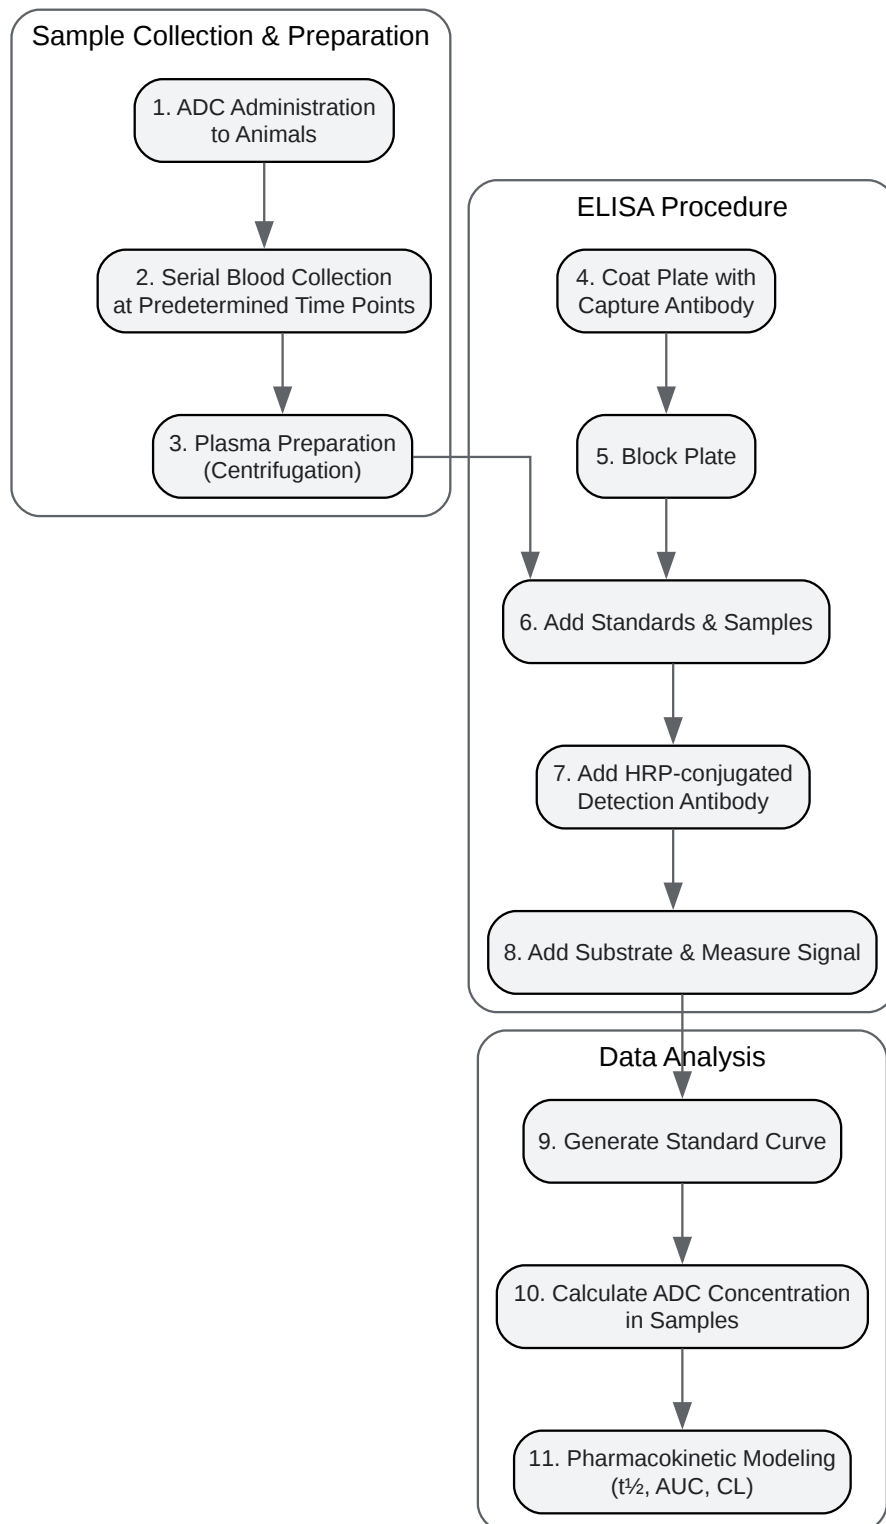 Sample Collection & Preparation
1. ADC Administration
to Animals
2. Serial Blood Collection
at Predetermined Time Points
3. Plasma Preparation
(Centrifugation)
ELISA Procedure
4. Coat Plate with
Capture Antibody
5. Block Plate
6. Add Standards & Samples
7. Add HRP-conjugated
Detection Antibody
8. Add Substrate & Measure Signal
Data Analysis
9. Generate Standard Curve
10. Calculate ADC Concentration
in Samples
11. Pharmacokinetic Modeling
(t½, AUC, CL)